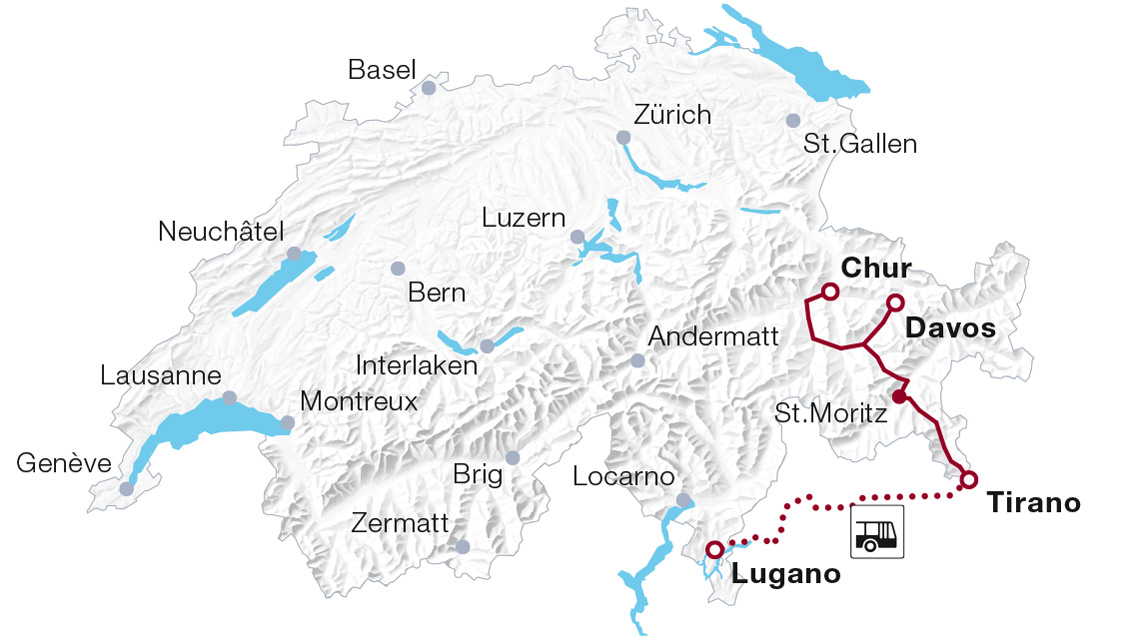 Basel
Zürich
St.Gallen
Neuchâtel
Luzern
Chur
Bern
Davos
Andermatt
Interlaken
Lausanne
Montreux
St.Moritz
Genève
Brig
Locarno
Tirano
Zermatt
Lugano